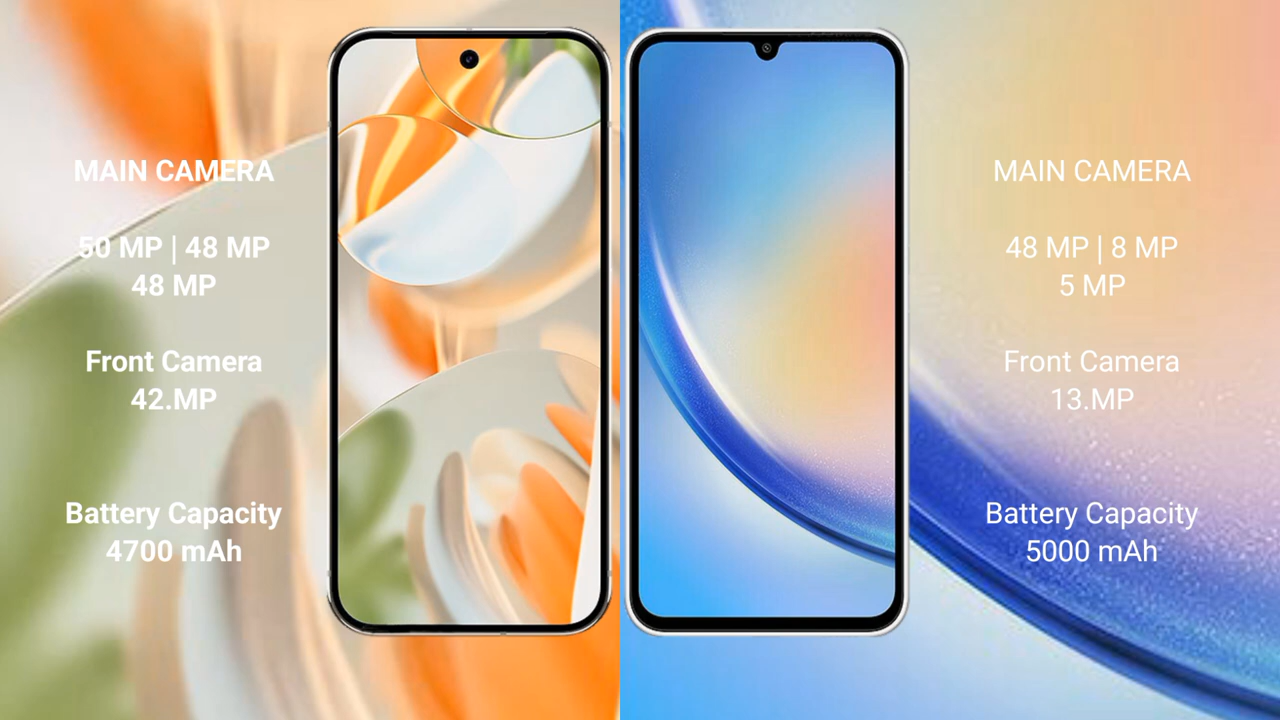 MAIN CAMERA
50 MP | 48 MP
48 MP
Front Camera
42.MP
Battery Capacity
4700 mAh
MAIN CAMERA
48 MP | 8 MP
5 MP
Front Camera
13.MP
Battery Capacity
5000 mAh